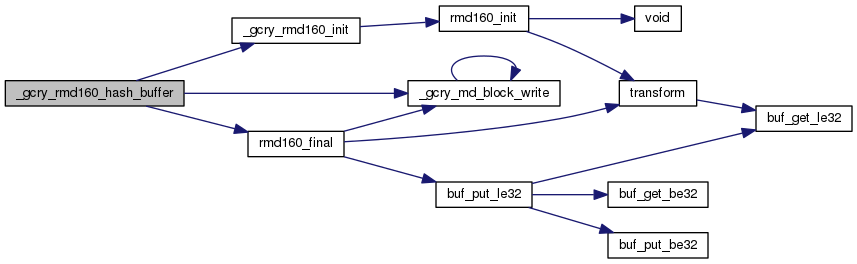 _gcry_rmd160_hash_buffer
_gcry_rmd160_init
rmd160_init
void
_gcry_md_block_write
transform
buf_get_le32
rmd160_final
buf_put_le32
buf_get_be32
buf_put_be32